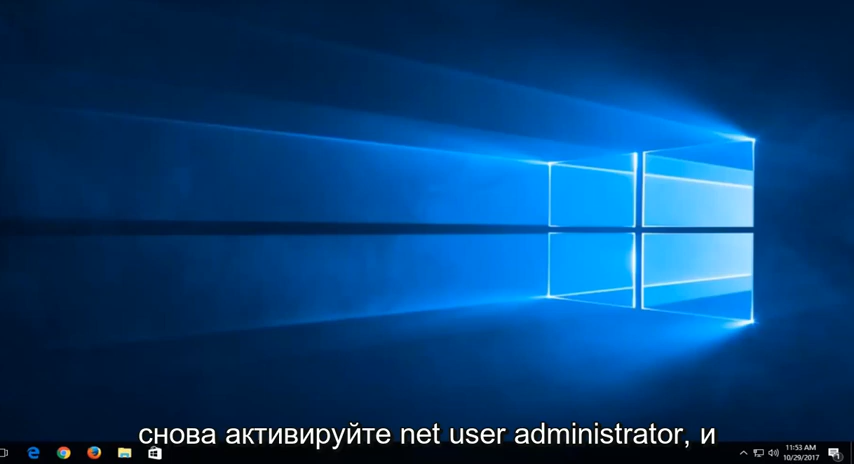 снова активируйте net user administrator, и
11:53 AM
10/29/2017